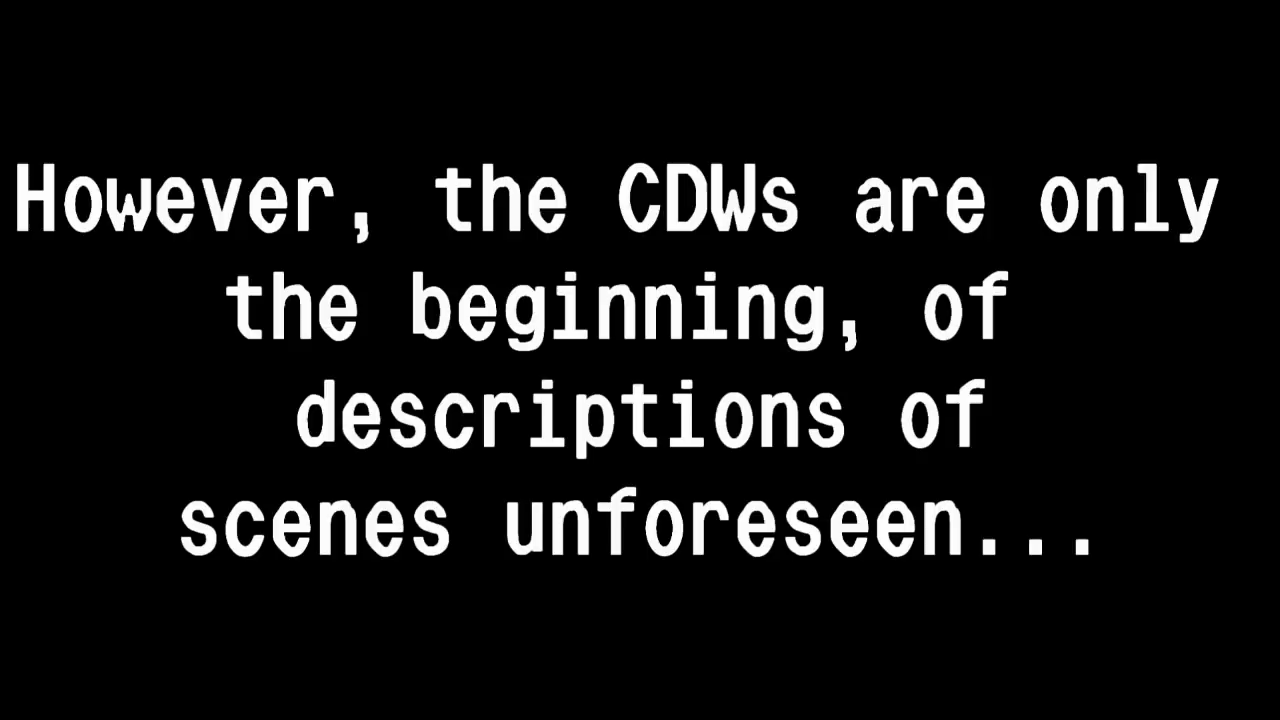 However, the CDWs are only
the beginning, of
descriptions of
scenes unforeseen...